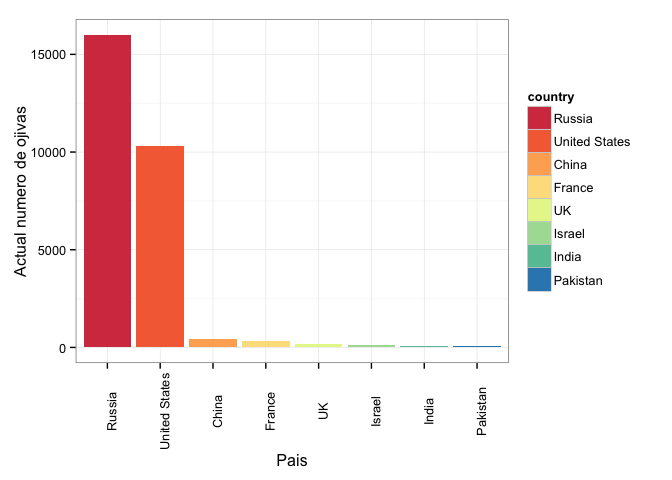 Actual numero de ojivas
15000
10000
5000
0
Russia
United States
China
France
UK
Israel
India
Pakistan
Pais
country
Russia
United States
China
France
UK
Israel
India
Pakistan